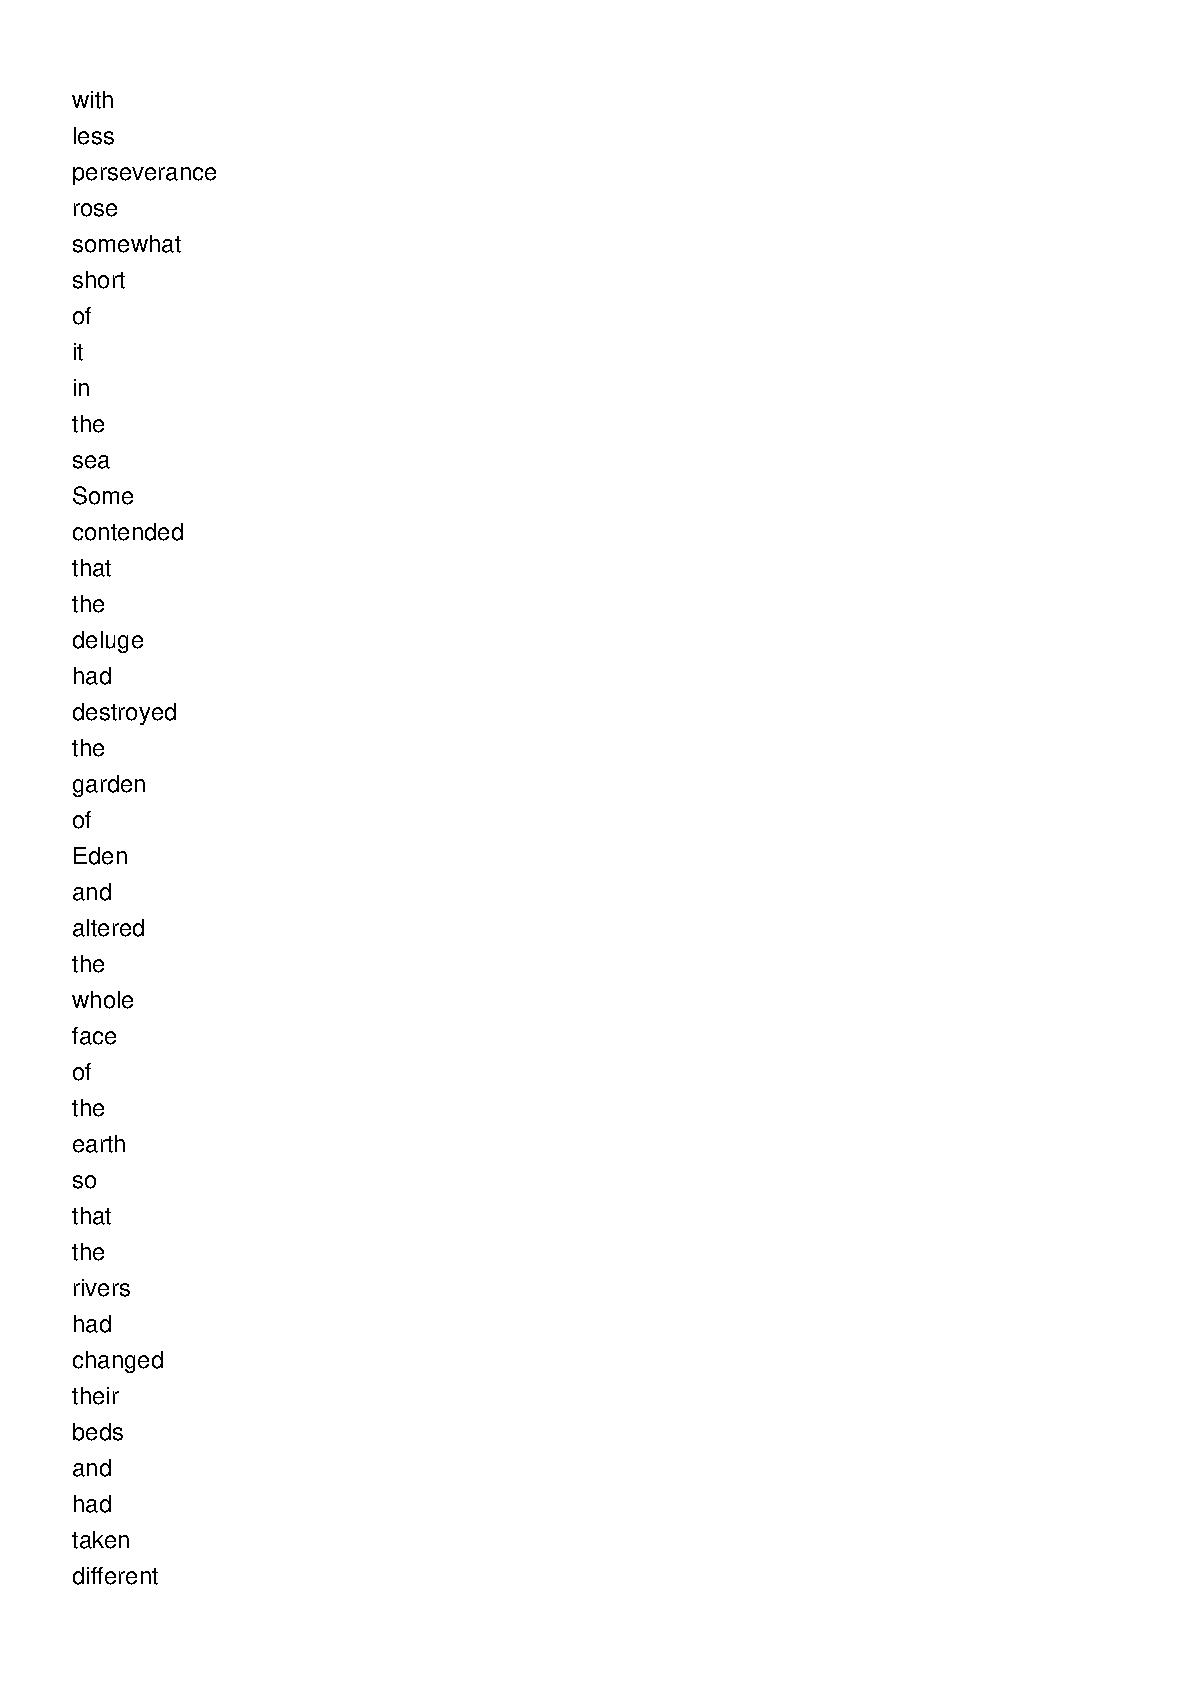 with
less
perseverance
rose
somewhat
short
of
it
in
the
sea
Some
contended
that
the
deluge
had
destroyed
the
garden
of
Eden
and
altered
the
whole
face
of
the
earth
so
that
the
rivers
had
changed
their
beds
and
had
taken
different